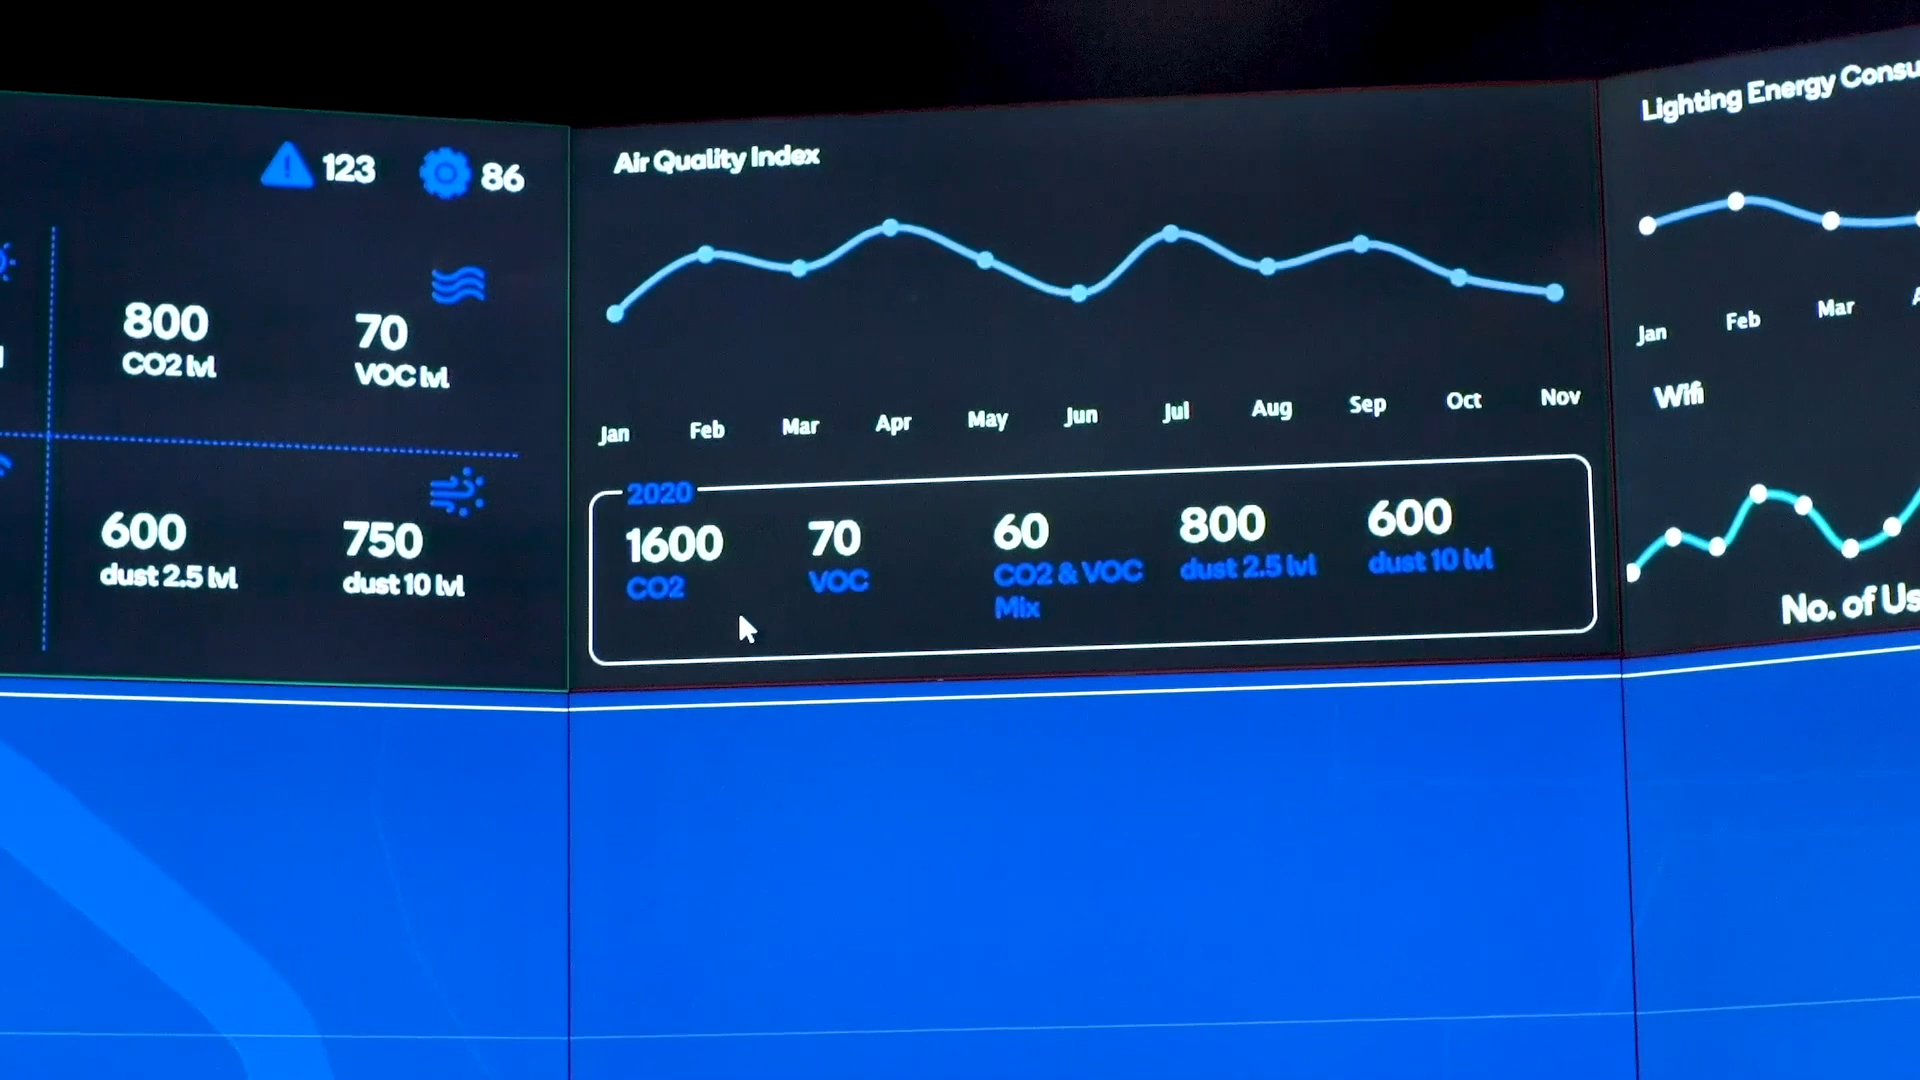 123 86
800 70
CO2 lvl VOC lvl
600 750
dust 2.5 lvl dust 10 lvl
Air Quality Index
Jan Feb Mar Apr May Jun Jul Aug Sep Oct Nov
2020
1600 70 60 800 600
CO2 VOC CO2 & VOC dust 2.5 lvl dust 10 lvl
Mix
Lighting Energy Consu
Jan Feb Mar
Wifi
No. of Us